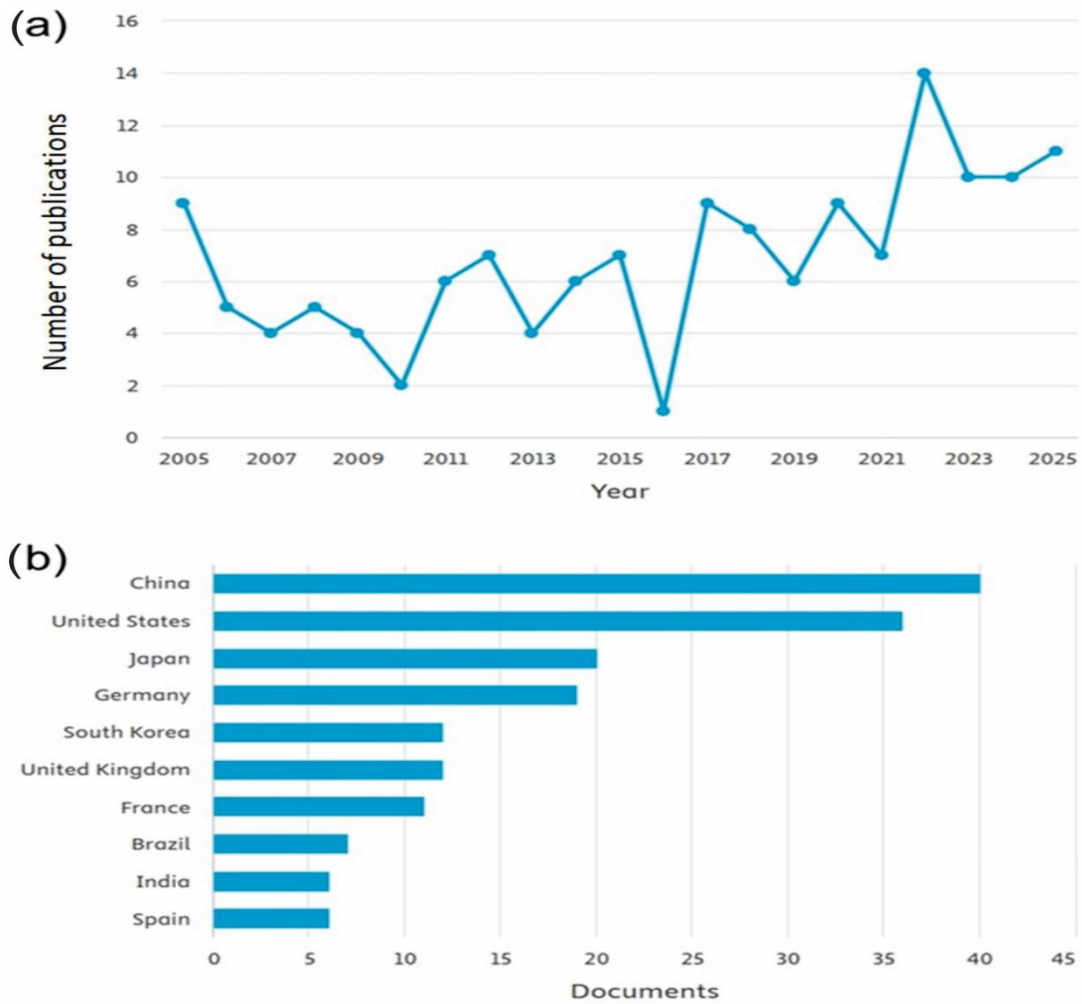 (a)
Number of publications
16
14
12
10
8
6
4
2
0
2005 2007 2009 2011 2013 2015 2017 2019 2021 2023 2025
Year
(b)
China
United States
Japan
Germany
South Korea
United Kingdom
France
Brazil
India
Spain
0 5 10 15 20 25 30 35 40 45
Documents